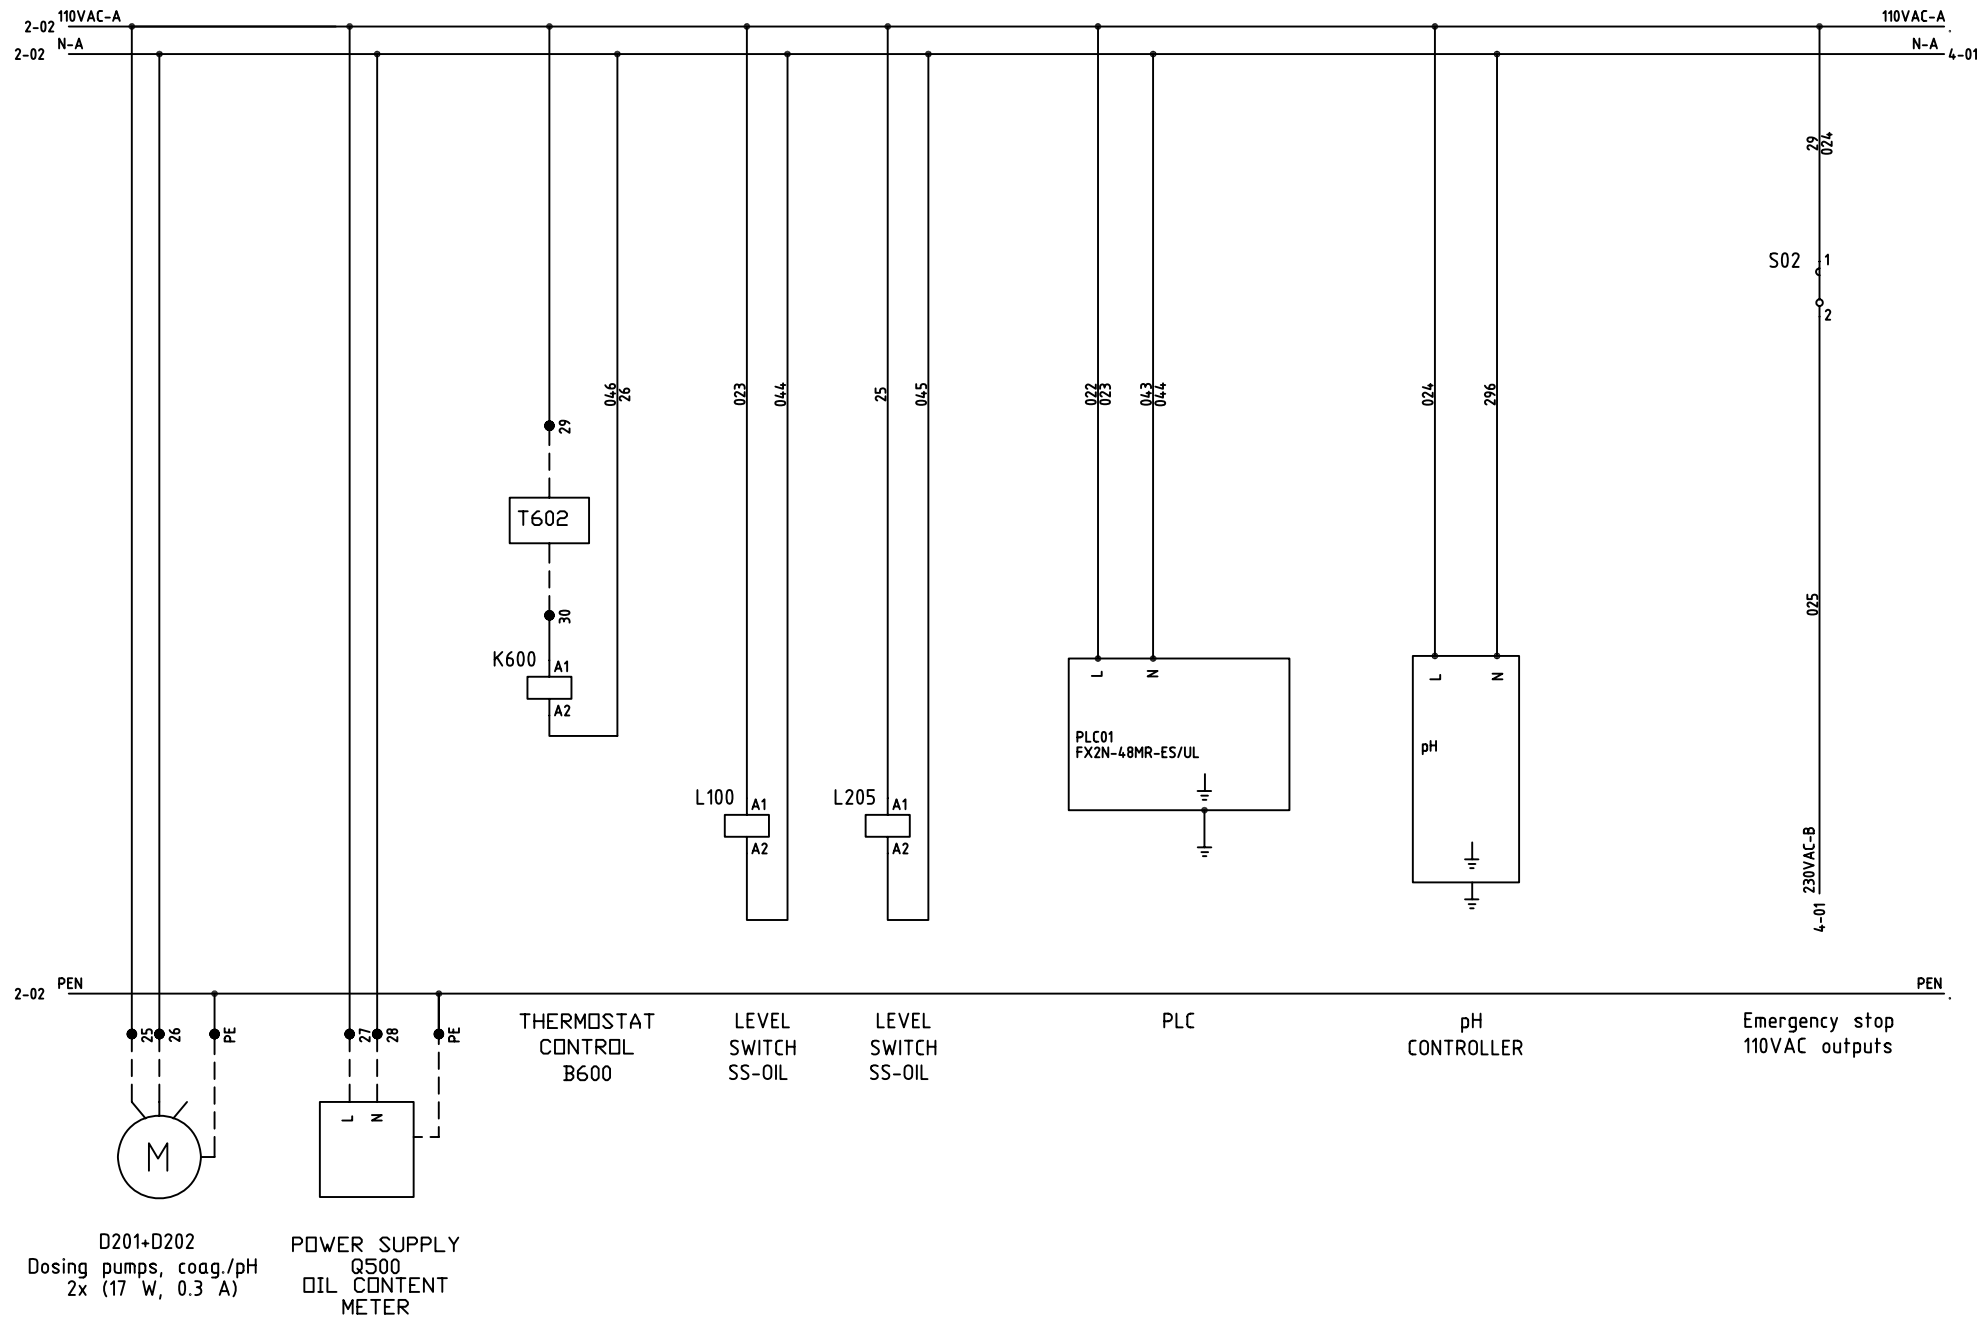 110VAC-A
2-02
N-A
2-02
110VAC-A
N-A
4-01
29
024
S02
1
2
046
26
023
044
25
045
022
023
043
044
024
296
29
T602
30
K600
A1
A2
025
L
N
PLC01
FX2N-48MR-ES/UL
L
N
pH
L100
A1
A2
L205
A1
A2
230VAC-B
4-01
PEN
2-02
PEN
25
26
PE
27
28
PE
THERMOSTAT
CONTROL
B600
LEVEL
SWITCH
SS-OIL
LEVEL
SWITCH
SS-OIL
PLC
pH
CONTROLLER
Emergency stop
110VAC outputs
M
L
N
D201+D202
Dosing pumps, coag./pH
2x (17 W, 0.3 A)
POWER SUPPLY
Q500
OIL CONTENT
METER